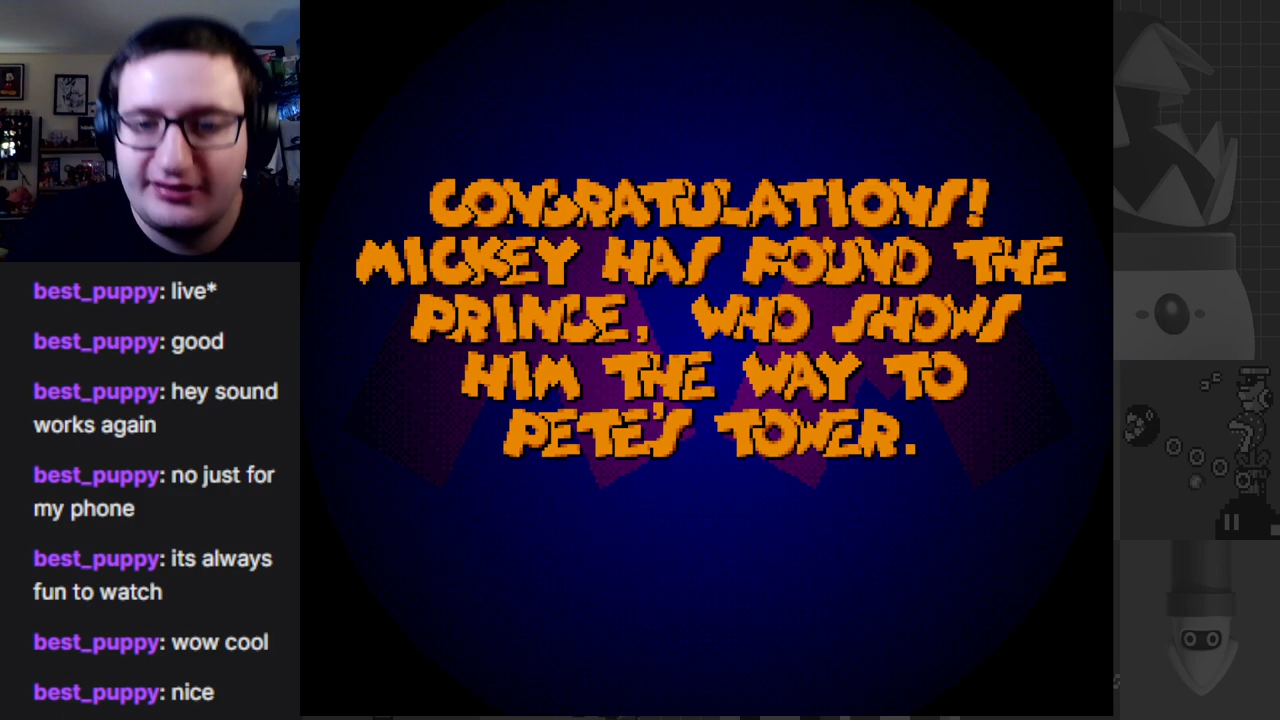 best_puppy: live*
best_puppy: good
best_puppy: hey sound
works again
best_puppy: no just for
my phone
best_puppy: its always
fun to watch
best_puppy: wow cool
best_puppy: nice
CONGRATULATIONS!
MICKEY HAS FOUND THE
PRINCE, WHO SHOWS
HIM THE WAY TO
PETE'S TOWER.